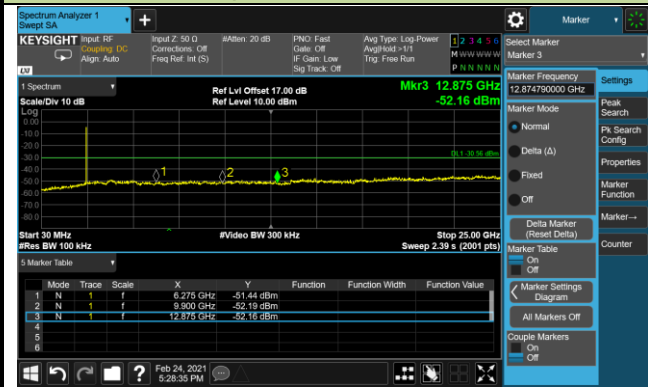 Spectrum Analyzer 1
Swept SA
+
Marker
KEYSIGHT
Input: RF
Coupling: DC
Align: Auto
Input Z: 50 Ω
Corrections: Off
Freq Ref: Int (S)
#Atten: 20 dB
PNO: Fast
Gate: Off
IF Gain: Low
Sig Track: Off
Avg Type: Log-Power
Avg|Hold:>1/1
Trig: Free Run
1 2 3 4 5 6
M W W W W W
P N N N N N
LXI
1 Spectrum
Scale/Div 10 dB
Ref Lvl Offset 17.00 dB
Ref Level 10.00 dBm
Mkr3 12.875 GHz
-52.16 dBm
Log
0.00
-10.0
-20.0
-30.0
-40.0
-50.0
-60.0
-70.0
-80.0
DL1 -30.56 dBm
1
2
3
Start 30 MHz
#Video BW 300 kHz
Stop 25.00 GHz
#Res BW 100 kHz
Sweep 2.39 s (2001 pts)
5 Marker Table
Mode Trace Scale X Y Function Function Width Function Value
1 N 1 f 6.275 GHz -51.44 dBm
2 N 1 f 9.900 GHz -52.19 dBm
3 N 1 f 12.875 GHz -52.16 dBm
4
5
6
Feb 24, 2021
5:28:35 PM
Select Marker
Marker 3
Marker Frequency
12.874790000 GHz
Marker Mode
Normal
Delta (Δ)
Fixed
Off
Delta Marker
(Reset Delta)
Marker Table
On
Off
Marker Settings
Diagram
All Markers Off
Couple Markers
On
Off
Settings
Peak
Search
Pk Search
Config
Properties
Marker
Function
Marker→
Counter